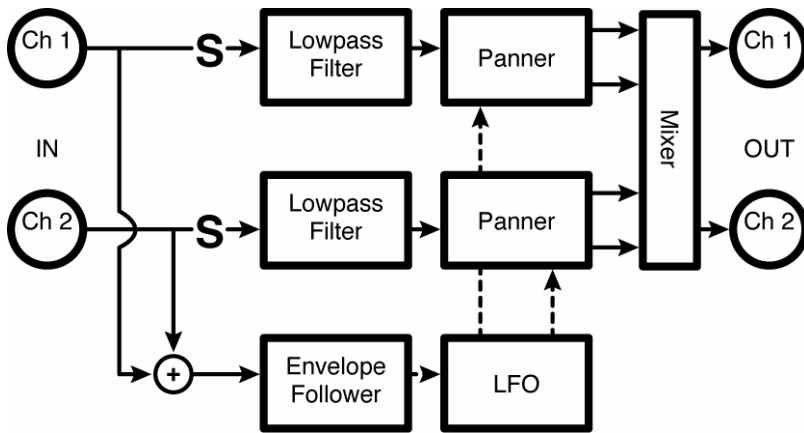 Ch 1
S
Lowpass
Filter
Panner
Mixer
Ch 1
IN
OUT
Ch 2
S
Lowpass
Filter
Panner
Ch 2
+
Envelope
Follower
LFO